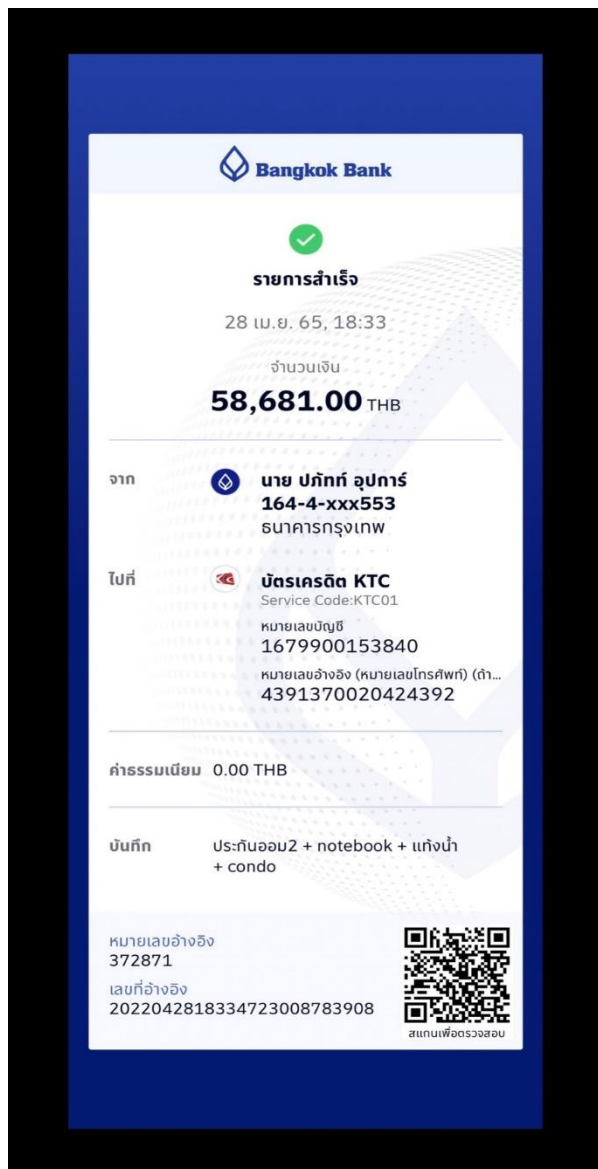 Bangkok Bank
รายการสำเร็จ
28 เม.ย. 65, 18:33
จำนวนเงิน
58,681.00 THB
จาก
นาย ปภัทท์ อุปการ์
164-4-xxx553
ธนาคารกรุงเทพ
ไปที่
บัตรเครดิต KTC
Service Code:KTC01
หมายเลขบัญชี
1679900153840
หมายเลขอ้างอิง (หมายเลขโทรศัพท์) (ถ้า...
4391370020424392
ค่าธรรมเนียม 0.00 THB
บันทึก
ประกันออม2 + notebook + แท้งน้ำ
+ condo
หมายเลขอ้างอิง
372871
เลขที่อ้างอิง
2022042818334723008783908
สแกนเพื่อตรวจสอบ